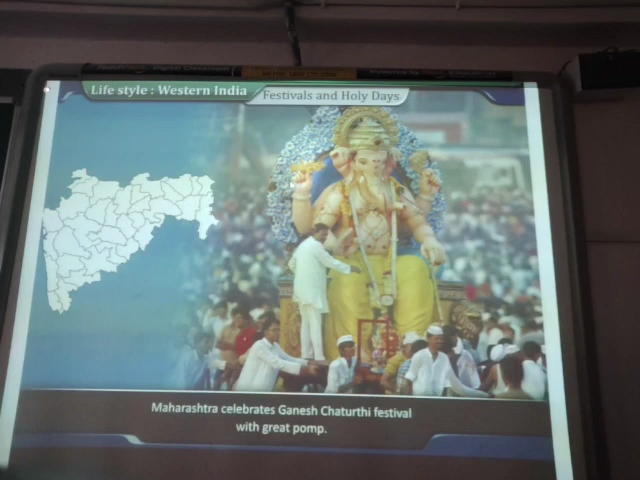 Life style : Western India
Festivals and Holy Days
Maharashtra celebrates Ganesh Chaturthi festival
with great pomp.